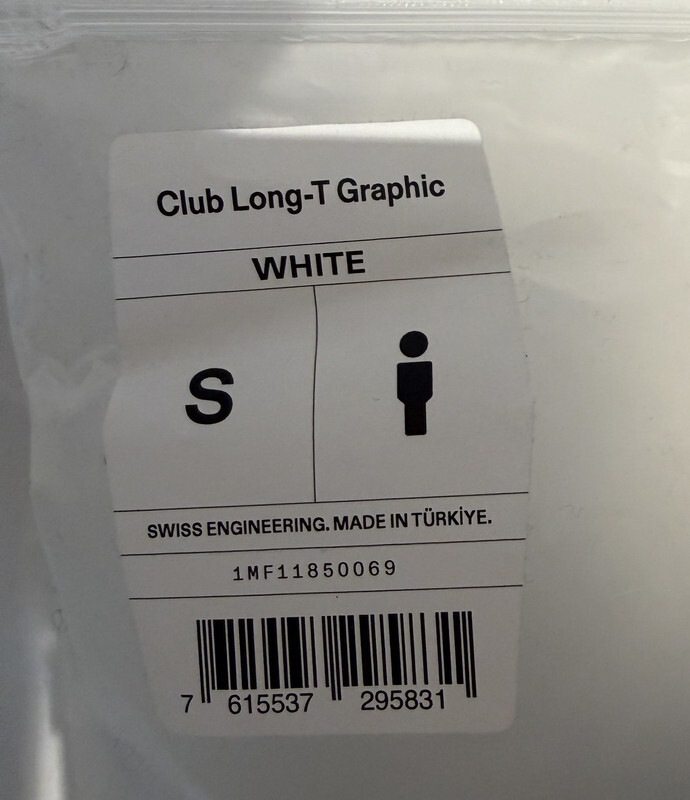 Club Long-T Graphic
WHITE
S
SWISS ENGINEERING. MADE IN TÜRKİYE.
1MF11850069
7 615537 295831